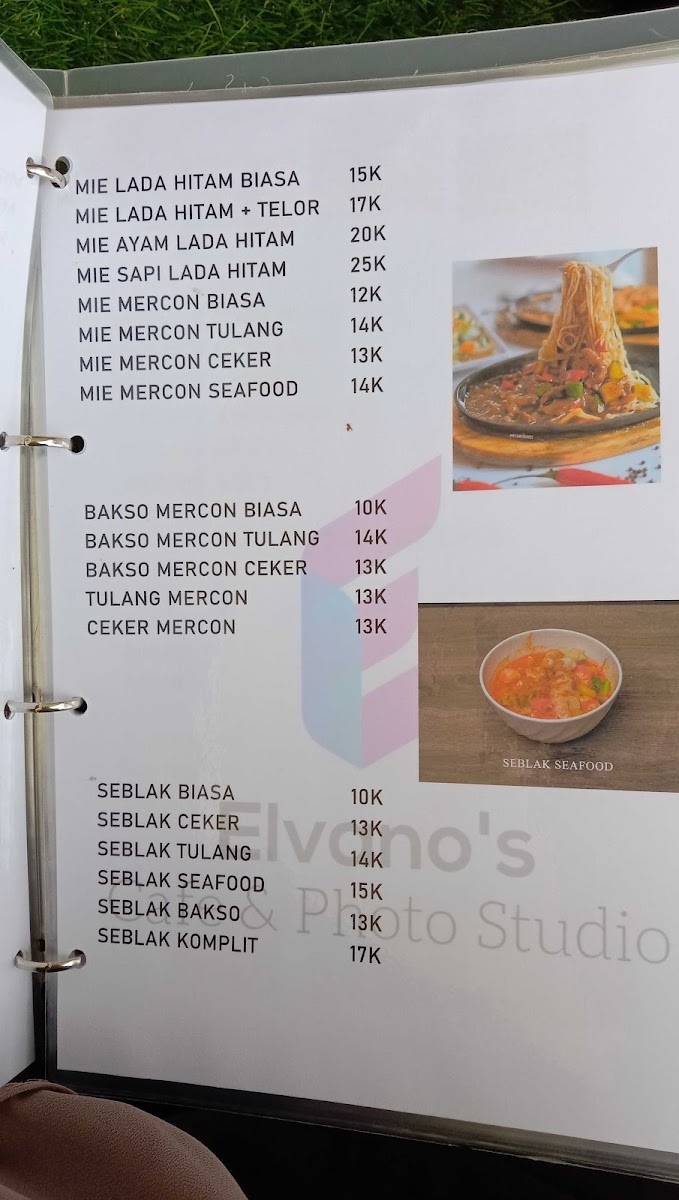 MIE LADA HITAM BIASA 15K
MIE LADA HITAM + TELOR 17K
MIE AYAM LADA HITAM 20K
MIE SAPI LADA HITAM 25K
MIE MERCON BIASA 12K
MIE MERCON TULANG 14K
MIE MERCON CEKER 13K
MIE MERCON SEAFOOD 14K
BAKSO MERCON BIASA 10K
BAKSO MERCON TULANG 14K
BAKSO MERCON CEKER 13K
TULANG MERCON 13K
CEKER MERCON 13K
SEBLAK SEAFOOD
SEBLAK BIASA 10K
SEBLAK CEKER 13K
SEBLAK TULANG 14K
SEBLAK SEAFOOD 15K
SEBLAK BAKSO 13K
SEBLAK KOMPLIT 17K
Elvano's
Cafe & Photo Studio